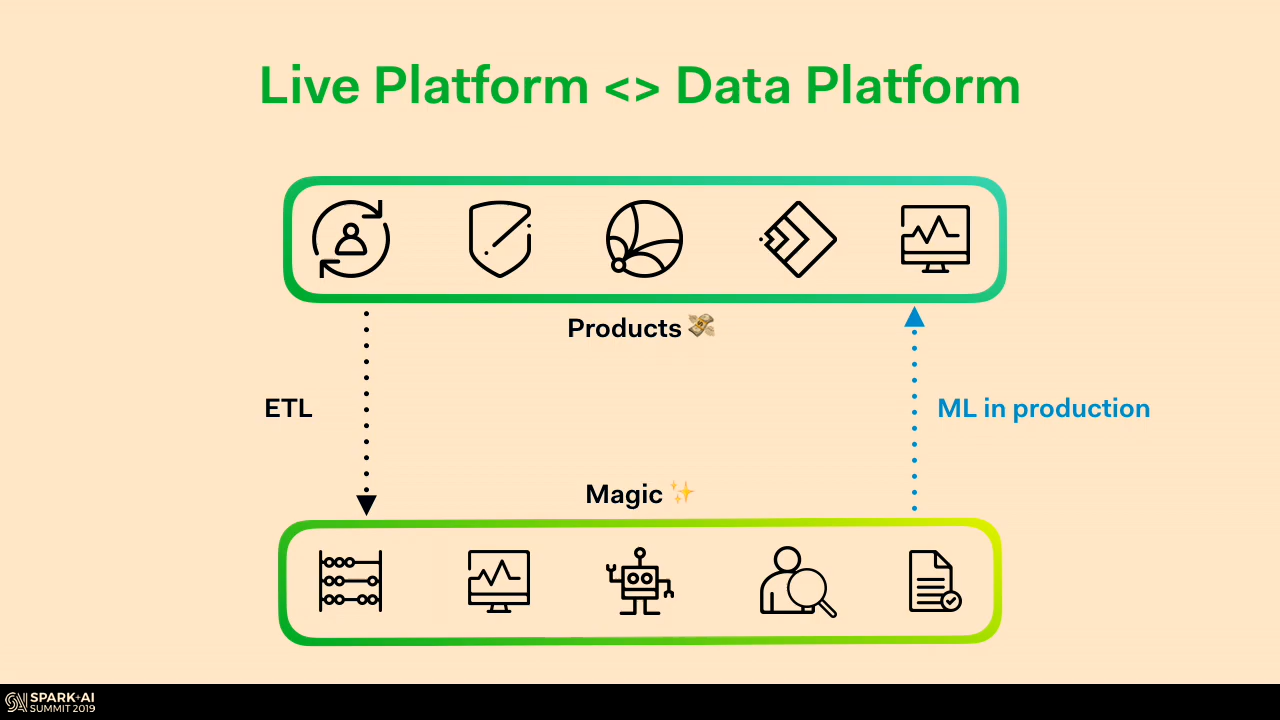 Live Platform <> Data Platform
Products 💸
ETL
ML in production
Magic ✨
SPARK+AI
SUMMIT 2019